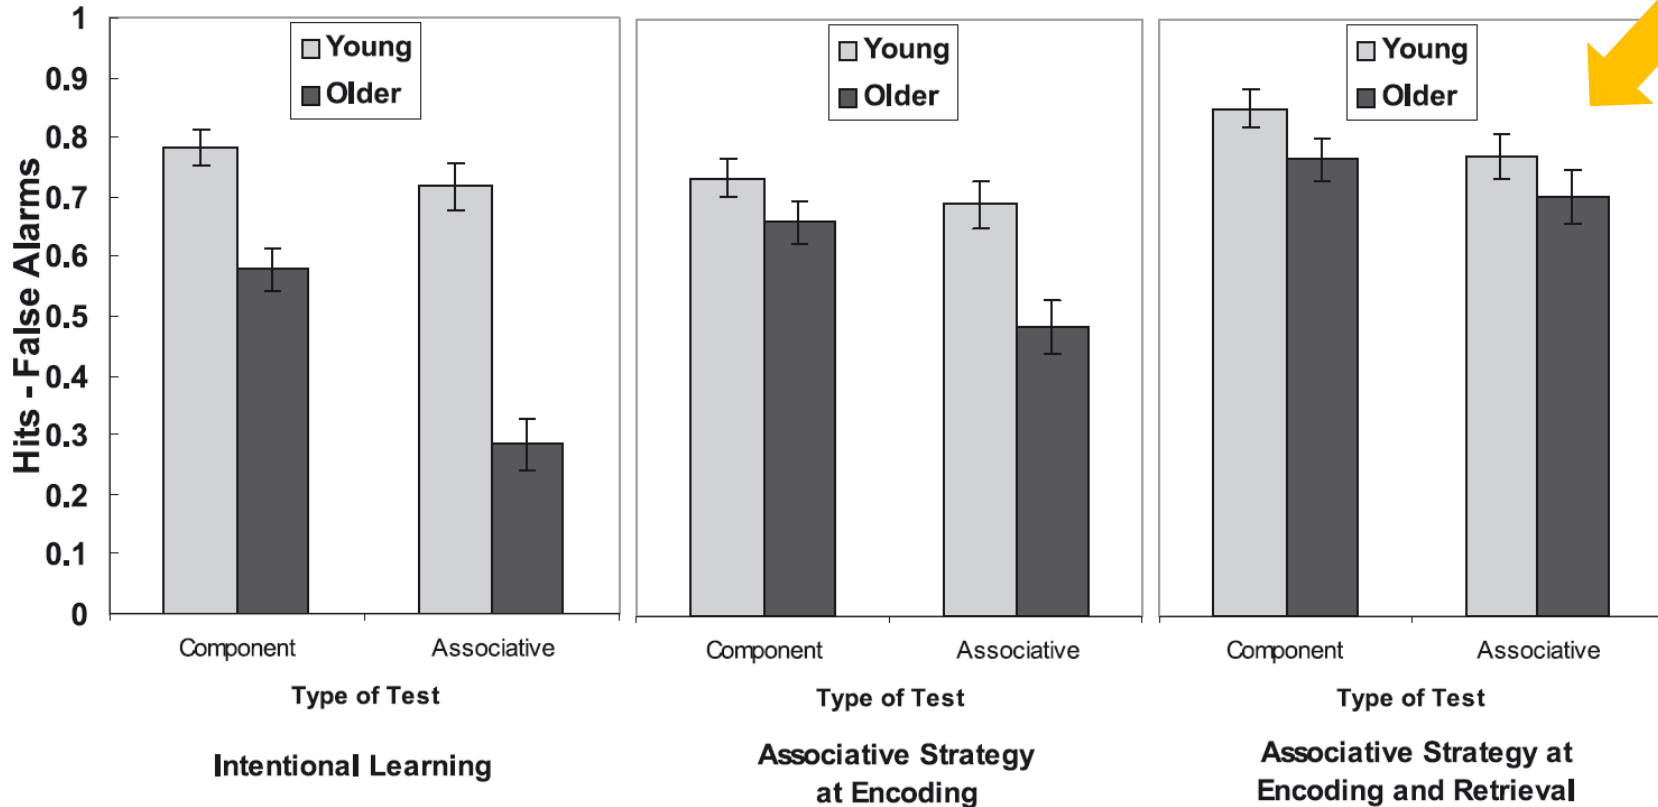 Hits - False Alarms
1
0.9
0.8
0.7
0.6
0.5
0.4
0.3
0.2
0.1
0
Young
Older
Component Associative
Type of Test
Intentional Learning
Young
Older
Component Associative
Type of Test
Associative Strategy
at Encoding
Young
Older
Component Associative
Type of Test
Associative Strategy at
Encoding and Retrieval